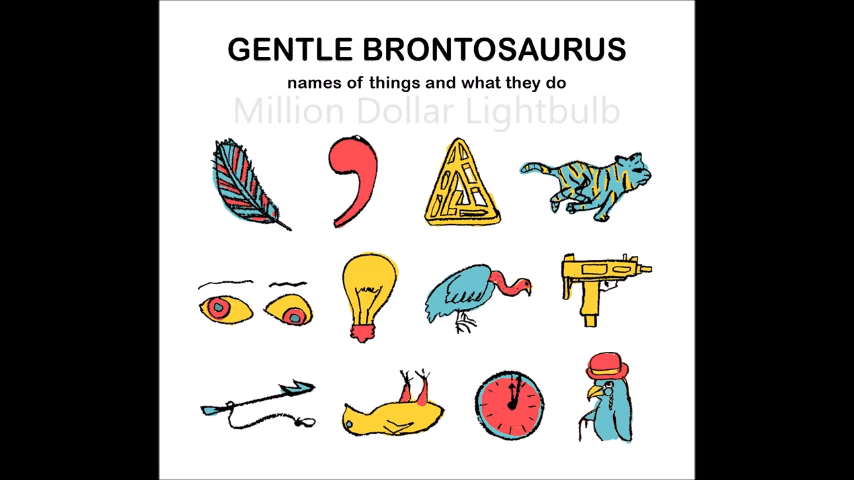 GENTLE BRONTOSAURUS
names of things and what they do
Million Dollar Lightbulb